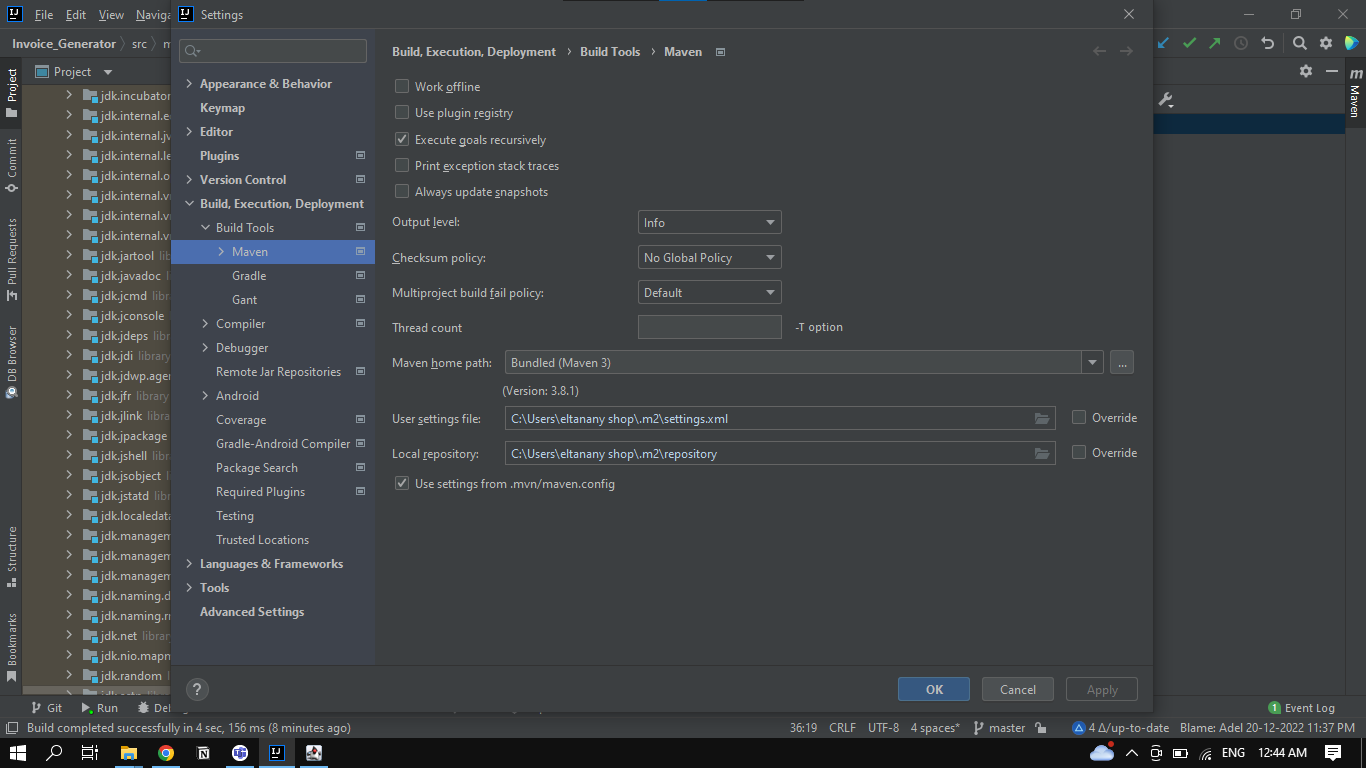 File Edit View Naviga
Settings
Invoice_Generator src m
Project
jdk.incubator
jdk.internal.e
jdk.internal.jv
jdk.internal.le
jdk.internal.o
jdk.internal.v
jdk.internal.v
jdk.internal.v
jdk.jartool lib
jdk.javadoc lib
jdk.jcmd libra
jdk.jconsole l
jdk.jdeps libra
jdk.jdi library
jdk.jdwp.agen
jdk.jfr library
jdk.jlink libra
jdk.jpackage
jdk.jshell libra
jdk.jsobject li
jdk.jstatd libr
jdk.localedata
jdk.managem
jdk.managem
jdk.managem
jdk.naming.d
jdk.naming.rm
jdk.net library
jdk.nio.mapm
jdk.random l
Project
Commit
Pull Requests
DB Browser
Structure
Bookmarks
Appearance & Behavior
Keymap
Editor
Plugins
Version Control
Build, Execution, Deployment
Build Tools
Maven
Gradle
Gant
Compiler
Debugger
Remote Jar Repositories
Android
Coverage
Gradle-Android Compiler
Package Search
Required Plugins
Testing
Trusted Locations
Languages & Frameworks
Tools
Advanced Settings
Build, Execution, Deployment › Build Tools › Maven
Work offline
Use plugin registry
Execute goals recursively
Print exception stack traces
Always update snapshots
Output level: Info
Checksum policy: No Global Policy
Multiproject build fail policy: Default
Thread count -T option
Maven home path: Bundled (Maven 3) ...
(Version: 3.8.1)
User settings file: C:\Users\eltanany shop\.m2\settings.xml Override
Local repository: C:\Users\eltanany shop\.m2\repository Override
Use settings from .mvn/maven.config
? OK Cancel Apply
m
Maven
Git Run Debug
1 Event Log
Build completed successfully in 4 sec, 156 ms (8 minutes ago)
36:19 CRLF UTF-8 4 spaces* master 4 Δ/up-to-date Blame: Adel 20-12-2022 11:37 PM
ENG 12:44 AM